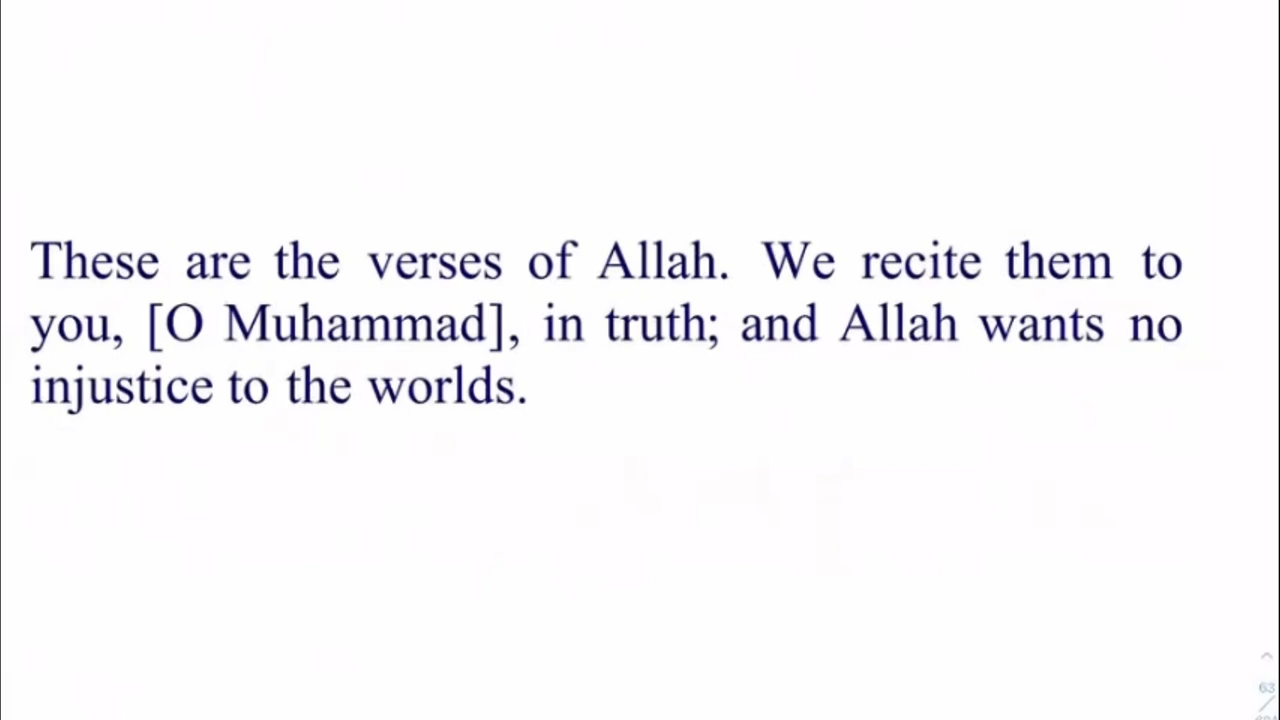 These are the verses of Allah. We recite them to
you, [O Muhammad], in truth; and Allah wants no
injustice to the worlds.
63